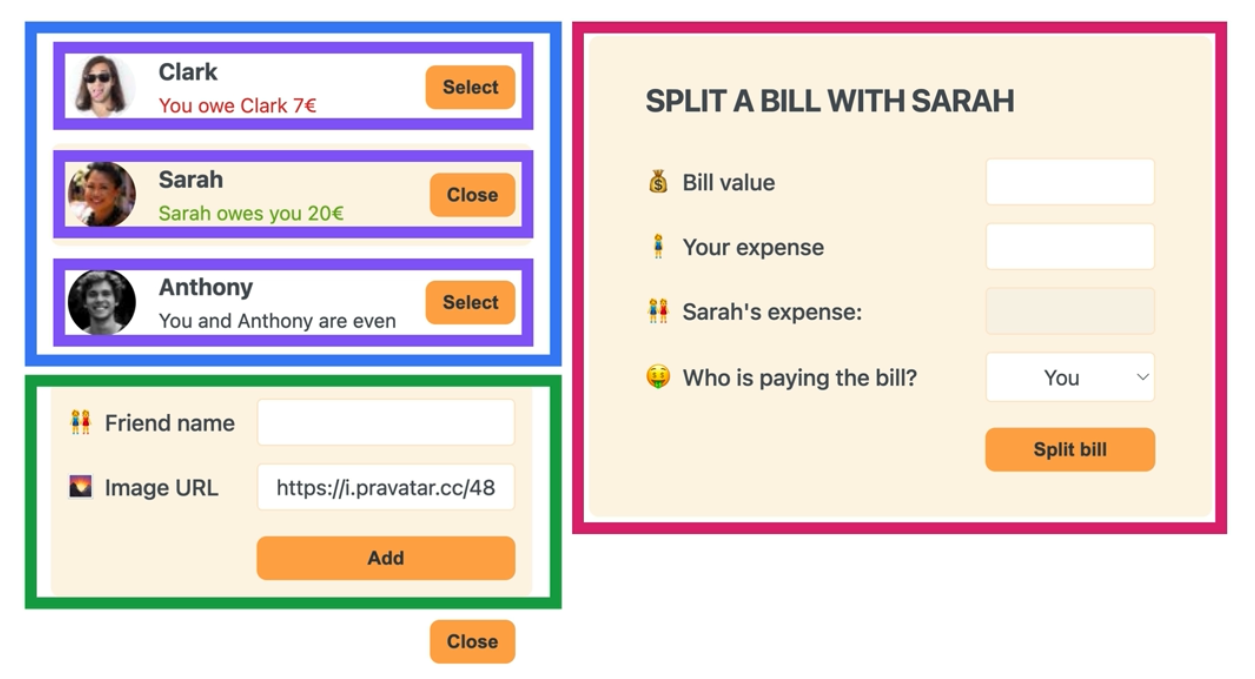 Clark
You owe Clark 7€
Select
Sarah
Sarah owes you 20€
Close
Anthony
You and Anthony are even
Select
Friend name
Image URL
https://i.pravatar.cc/48
Add
Close
SPLIT A BILL WITH SARAH
Bill value
Your expense
Sarah's expense:
Who is paying the bill?
You
Split bill